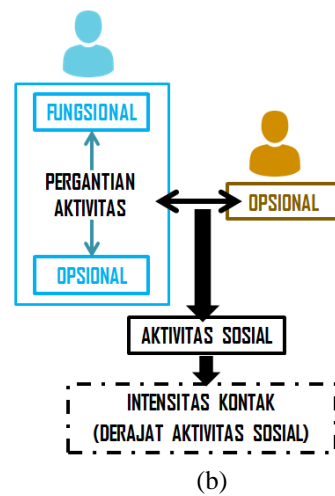 FUNGSIONAL
PERGANTIAN
AKTIVITAS
OPSIONAL
OPSIONAL
AKTIVITAS SOSIAL
INTENSITAS KONTAK
(DERAJAT AKTIVITAS SOSIAL)
(b)